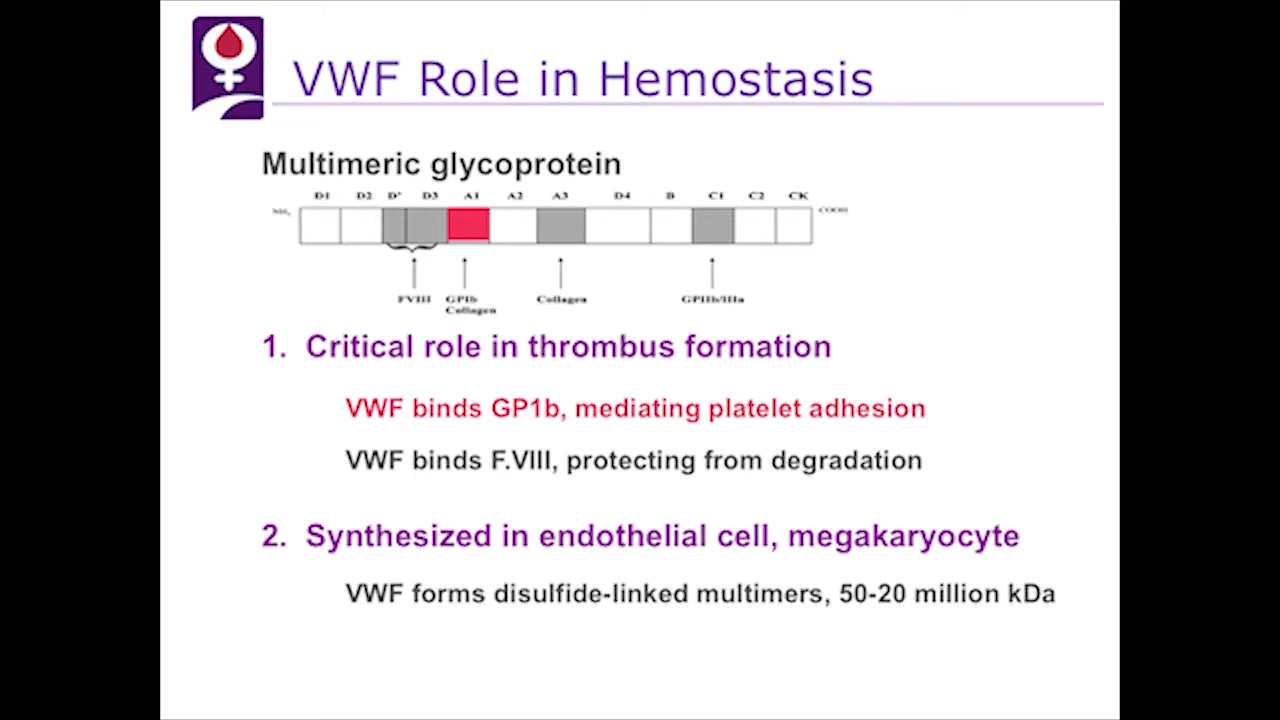 VWF Role in Hemostasis
Multimeric glycoprotein
D1 D2 D' D3 A1 A2 A3 D4 B C1 C2 CK
NH₂ COOH
FVIII GPIb Collagen GPIIb/IIIa
Collagen
1. Critical role in thrombus formation
VWF binds GP1b, mediating platelet adhesion
VWF binds F.VIII, protecting from degradation
2. Synthesized in endothelial cell, megakaryocyte
VWF forms disulfide-linked multimers, 50-20 million kDa